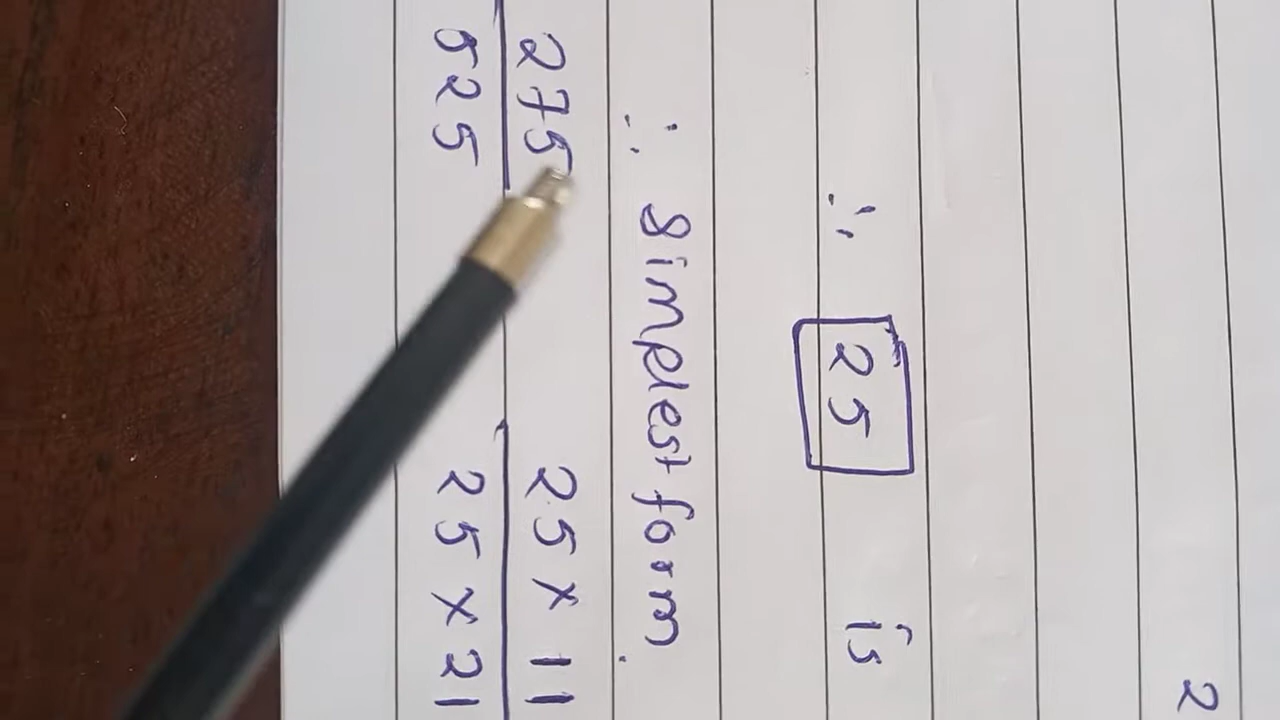 2
∴ 25 is
∴ simplest form
275 25 × 11
525 25 × 21